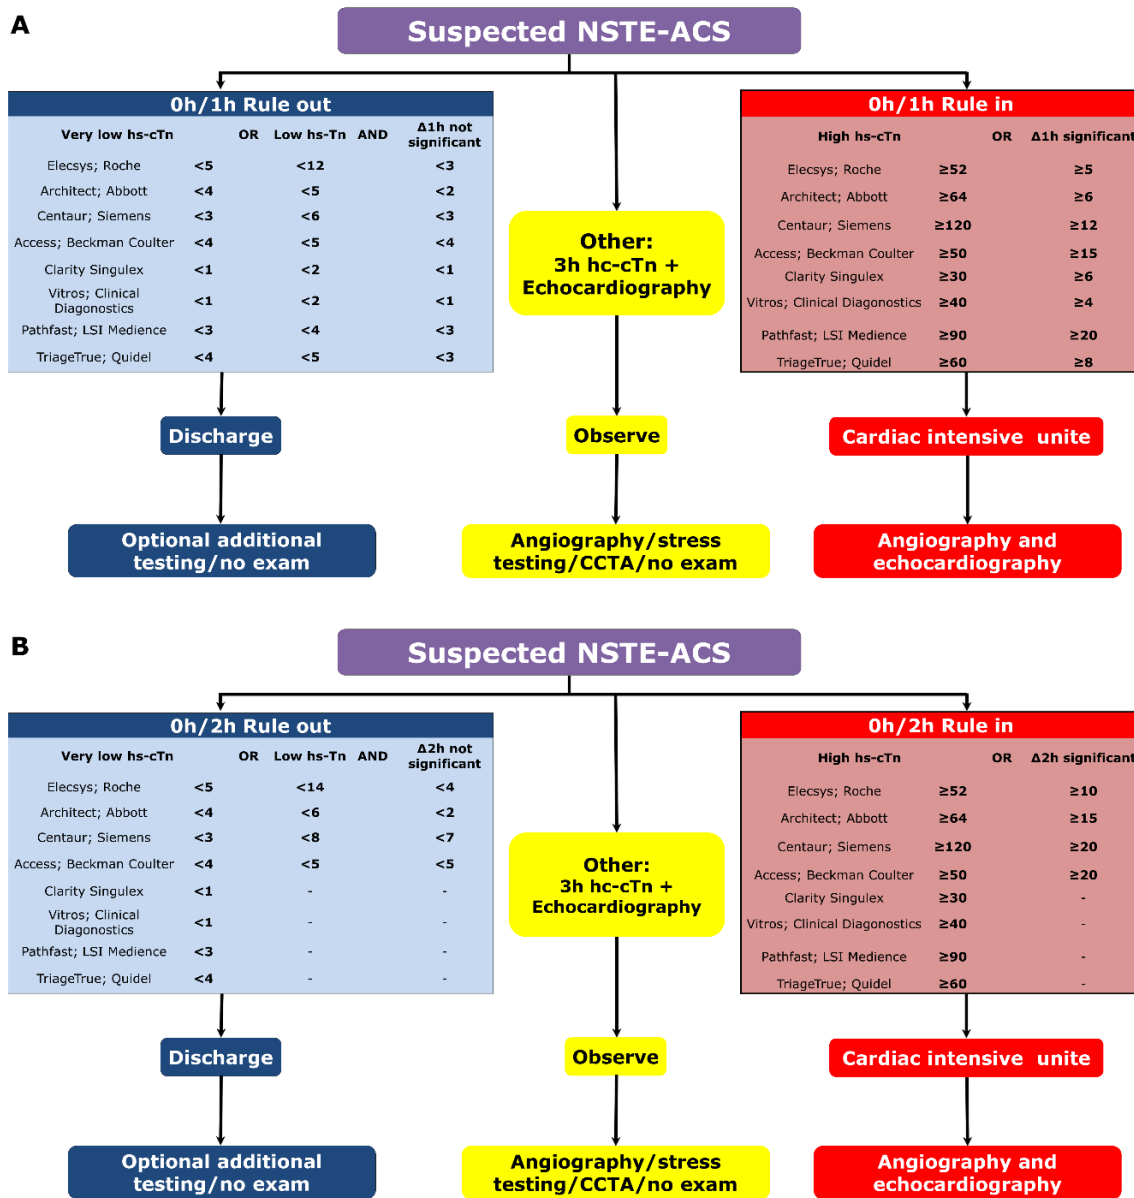 A
Suspected NSTE-ACS
0h/1h Rule out
Very low hs-cTn OR Low hs-Tn AND Δ1h not
significant
Elecsys; Roche <5 <12 <3
Architect; Abbott <4 <5 <2
Centaur; Siemens <3 <6 <3
Access; Beckman Coulter <4 <5 <4
Clarity Singulex <1 <2 <1
Vitros; Clinical
Diagonostics <1 <2 <1
Pathfast; LSI Medience <3 <4 <3
TriageTrue; Quidel <4 <5 <3
Discharge
Optional additional
testing/no exam
Other:
3h hc-cTn +
Echocardiography
Observe
Angiography/stress
testing/CCTA/no exam
0h/1h Rule in
High hs-cTn OR Δ1h significant
Elecsys; Roche ≥52 ≥5
Architect; Abbott ≥64 ≥6
Centaur; Siemens ≥120 ≥12
Access; Beckman Coulter ≥50 ≥15
Clarity Singulex ≥30 ≥6
Vitros; Clinical Diagonostics ≥40 ≥4
Pathfast; LSI Medience ≥90 ≥20
TriageTrue; Quidel ≥60 ≥8
Cardiac intensive unite
Angiography and
echocardiography
B
Suspected NSTE-ACS
0h/2h Rule out
Very low hs-cTn OR Low hs-Tn AND Δ2h not
significant
Elecsys; Roche <5 <14 <4
Architect; Abbott <4 <6 <2
Centaur; Siemens <3 <8 <7
Access; Beckman Coulter <4 <5 <5
Clarity Singulex <1 - -
Vitros; Clinical
Diagonostics <1 - -
Pathfast; LSI Medience <3 - -
TriageTrue; Quidel <4 - -
Discharge
Optional additional
testing/no exam
Other:
3h hc-cTn +
Echocardiography
Observe
Angiography/stress
testing/CCTA/no exam
0h/2h Rule in
High hs-cTn OR Δ2h significant
Elecsys; Roche ≥52 ≥10
Architect; Abbott ≥64 ≥15
Centaur; Siemens ≥120 ≥20
Access; Beckman Coulter ≥50 ≥20
Clarity Singulex ≥30 -
Vitros; Clinical Diagonostics ≥40 -
Pathfast; LSI Medience ≥90 -
TriageTrue; Quidel ≥60 -
Cardiac intensive unite
Angiography and
echocardiography